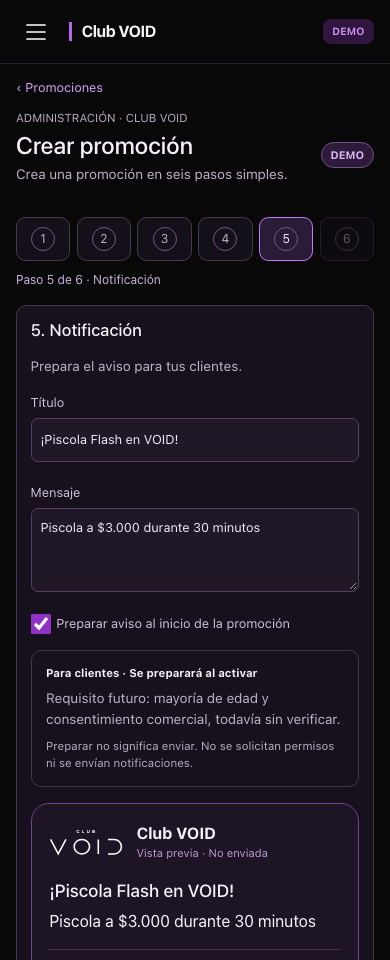 Club VOID
DEMO
‹ Promociones
ADMINISTRACIÓN · CLUB VOID
Crear promoción
DEMO
Crea una promoción en seis pasos simples.
1
2
3
4
5
6
Paso 5 de 6 · Notificación
5. Notificación
Prepara el aviso para tus clientes.
Título
¡Piscola Flash en VOID!
Mensaje
Piscola a $3.000 durante 30 minutos
Preparar aviso al inicio de la promoción
Para clientes · Se preparará al activar
Requisito futuro: mayoría de edad y
consentimiento comercial, todavía sin verificar.
Preparar no significa enviar. No se solicitan permisos
ni se envían notificaciones.
CLUB
VOID
Club VOID
Vista previa · No enviada
¡Piscola Flash en VOID!
Piscola a $3.000 durante 30 minutos